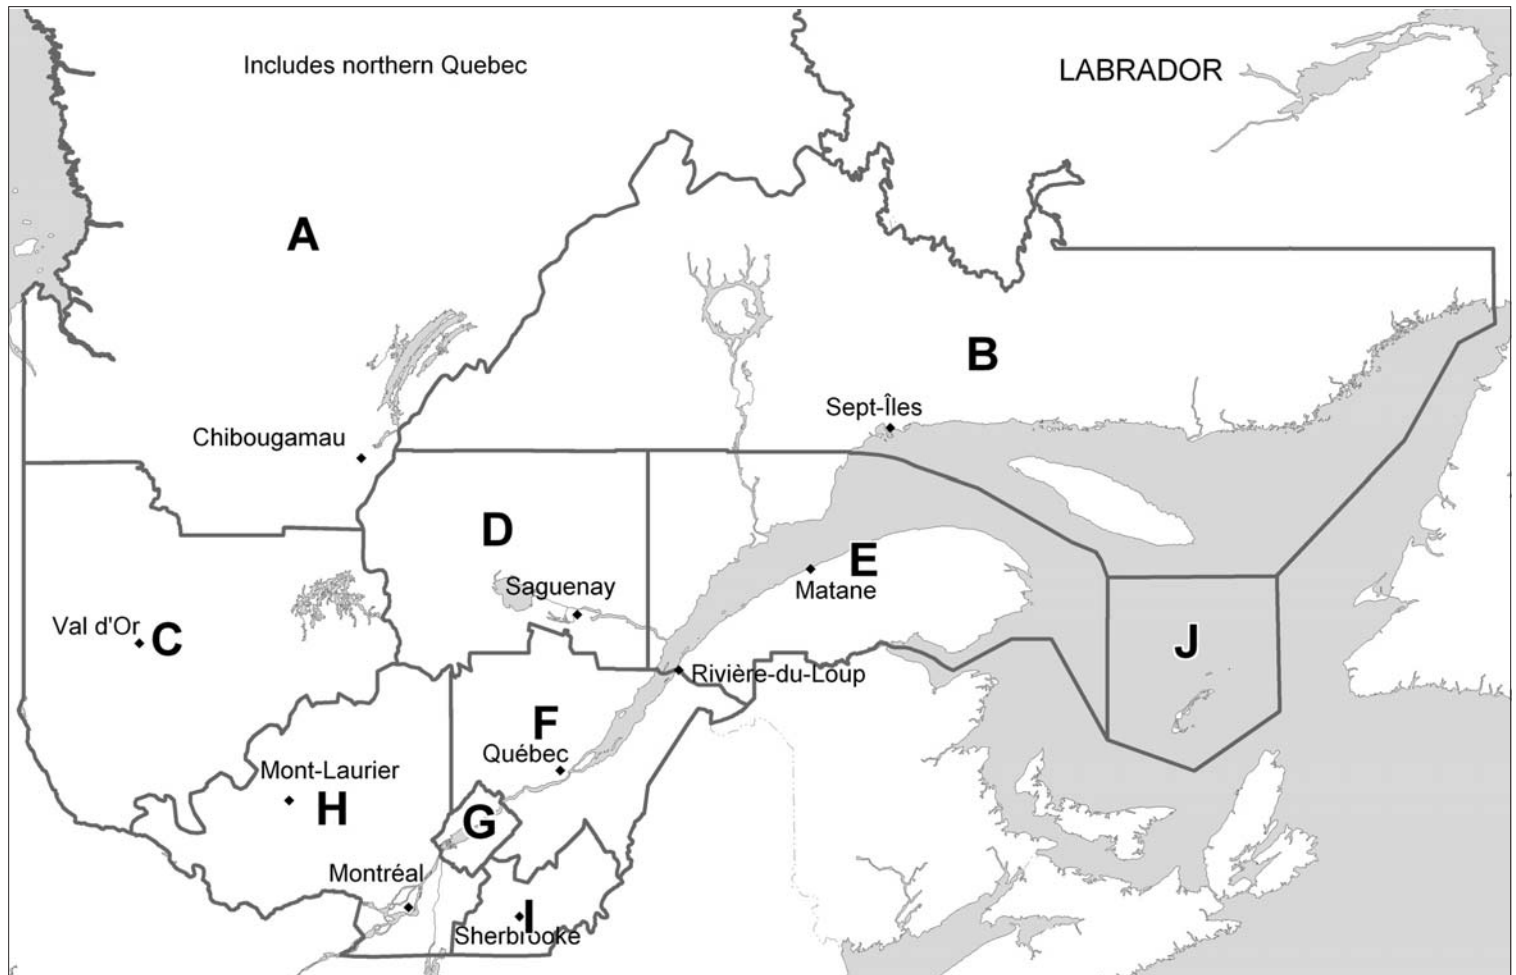 Includes northern Quebec
LABRADOR
A
B
Sept-Îles
Chibougamau
D
E
Saguenay
Matane
Val d'Or
C
J
Rivière-du-Loup
F
Québec
Mont-Laurier
H
G
Montréal
I
Sherbrooke